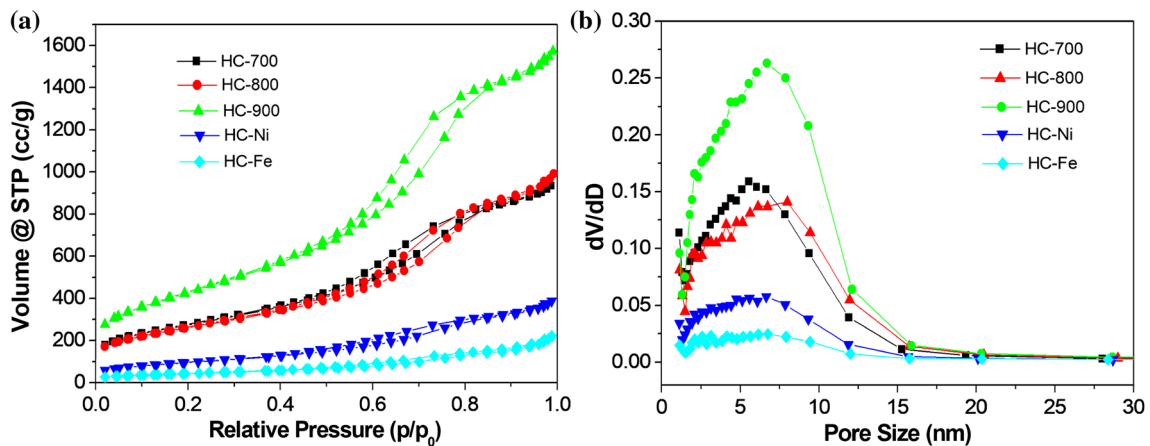 (a)
1600
1400
1200
1000
800
600
400
200
0
Volume @ STP (cc/g)
HC-700
HC-800
HC-900
HC-Ni
HC-Fe
0.0 0.2 0.4 0.6 0.8 1.0
Relative Pressure (p/p0)
(b)
0.30
0.25
0.20
0.15
0.10
0.05
0.00
dV/dD
HC-700
HC-800
HC-900
HC-Ni
HC-Fe
0 5 10 15 20 25 30
Pore Size (nm)